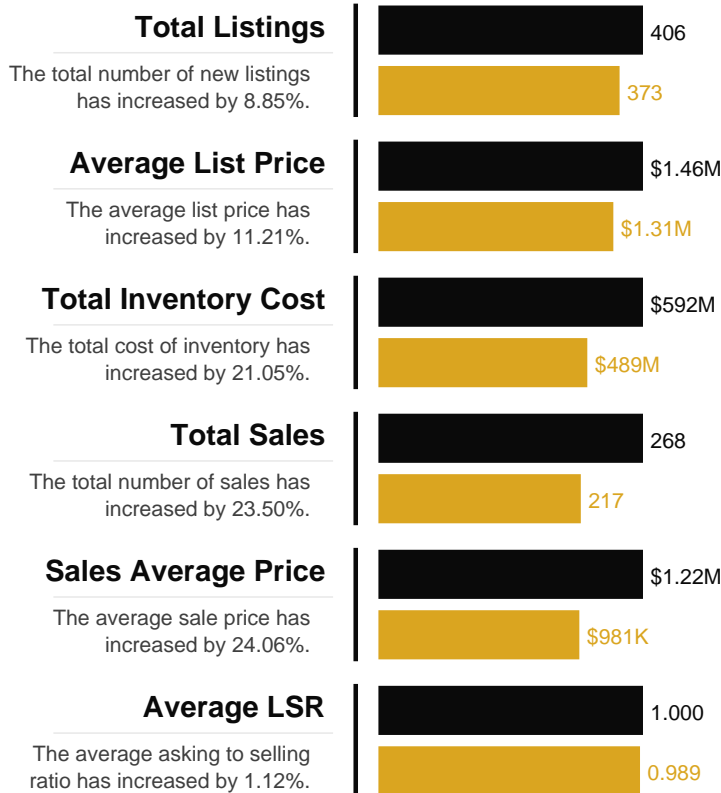 Total Listings
The total number of new listings
has increased by 8.85%.
406
373
Average List Price
The average list price has
increased by 11.21%.
$1.46M
$1.31M
Total Inventory Cost
The total cost of inventory has
increased by 21.05%.
$592M
$489M
Total Sales
The total number of sales has
increased by 23.50%.
268
217
Sales Average Price
The average sale price has
increased by 24.06%.
$1.22M
$981K
Average LSR
The average asking to selling
ratio has increased by 1.12%.
1.000
0.989